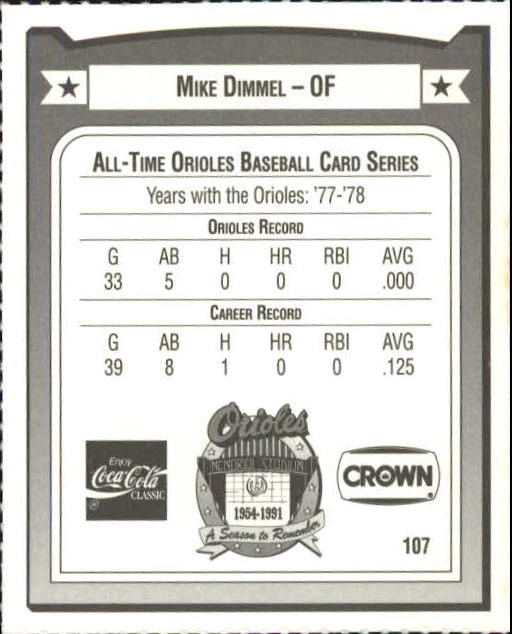 MIKE DIMMEL – OF
ALL-TIME ORIOLES BASEBALL CARD SERIES
Years with the Orioles: '77-'78
ORIOLES RECORD
G AB H HR RBI AVG
33 5 0 0 0 .000
CAREER RECORD
G AB H HR RBI AVG
39 8 1 0 0 .125
Orioles
MEMORIAL STADIUM
1954-1991
A Season to Remember
Enjoy
Coca-Cola
CLASSIC
®
CROWN
®
107